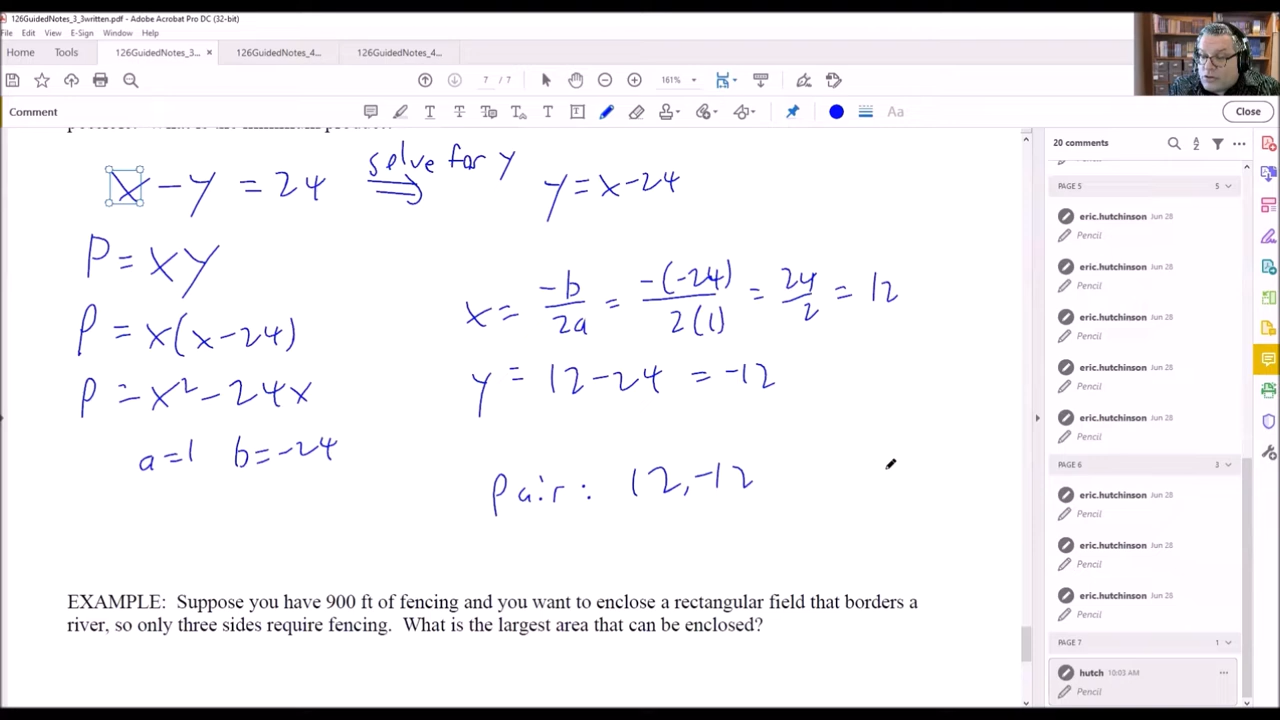 126GuidedNotes_3_3written.pdf - Adobe Acrobat Pro DC (32-bit)
File Edit View E-Sign Window Help
Home Tools 126GuidedNotes_3... × 126GuidedNotes_4... 126GuidedNotes_4...
7 / 7 161%
Comment Aa Close
x - y = 24 solve for y y = x - 24
P = xy
x = -b/2a = -(-24)/2(1) = 24/2 = 12
P = x(x - 24)
y = 12 - 24 = -12
P = x² - 24x
a = 1 b = -24
Pair: 12, -12
EXAMPLE: Suppose you have 900 ft of fencing and you want to enclose a rectangular field that borders a
river, so only three sides require fencing. What is the largest area that can be enclosed?
20 comments
PAGE 5 5
eric.hutchinson Jun 28
Pencil
eric.hutchinson Jun 28
Pencil
eric.hutchinson Jun 28
Pencil
eric.hutchinson Jun 28
Pencil
eric.hutchinson Jun 28
Pencil
PAGE 6 3
eric.hutchinson Jun 28
Pencil
eric.hutchinson Jun 28
Pencil
eric.hutchinson Jun 28
Pencil
PAGE 7 1
hutch 10:03 AM
Pencil